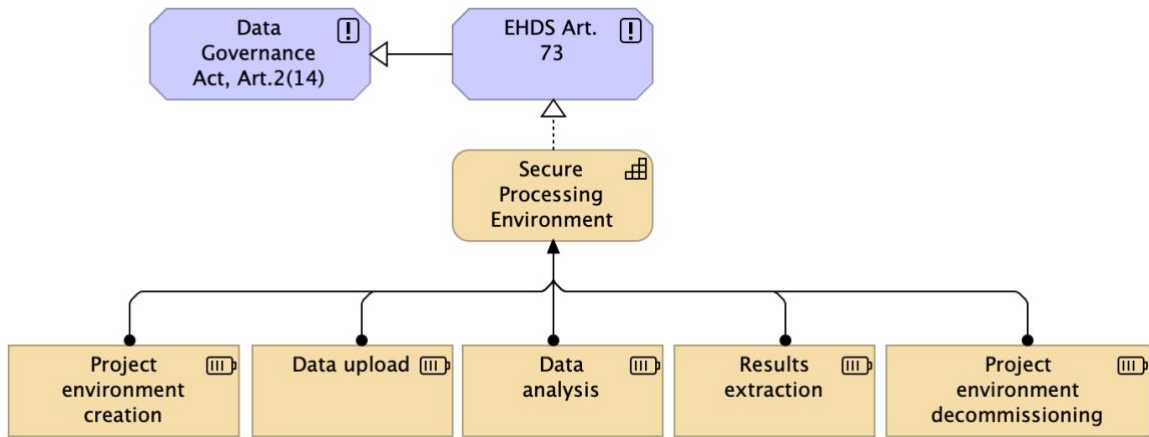 Data
Governance
Act, Art.2(14)
EHDS Art.
73
Secure
Processing
Environment
Project
environment
creation
Data upload
Data
analysis
Results
extraction
Project
environment
decommissioning